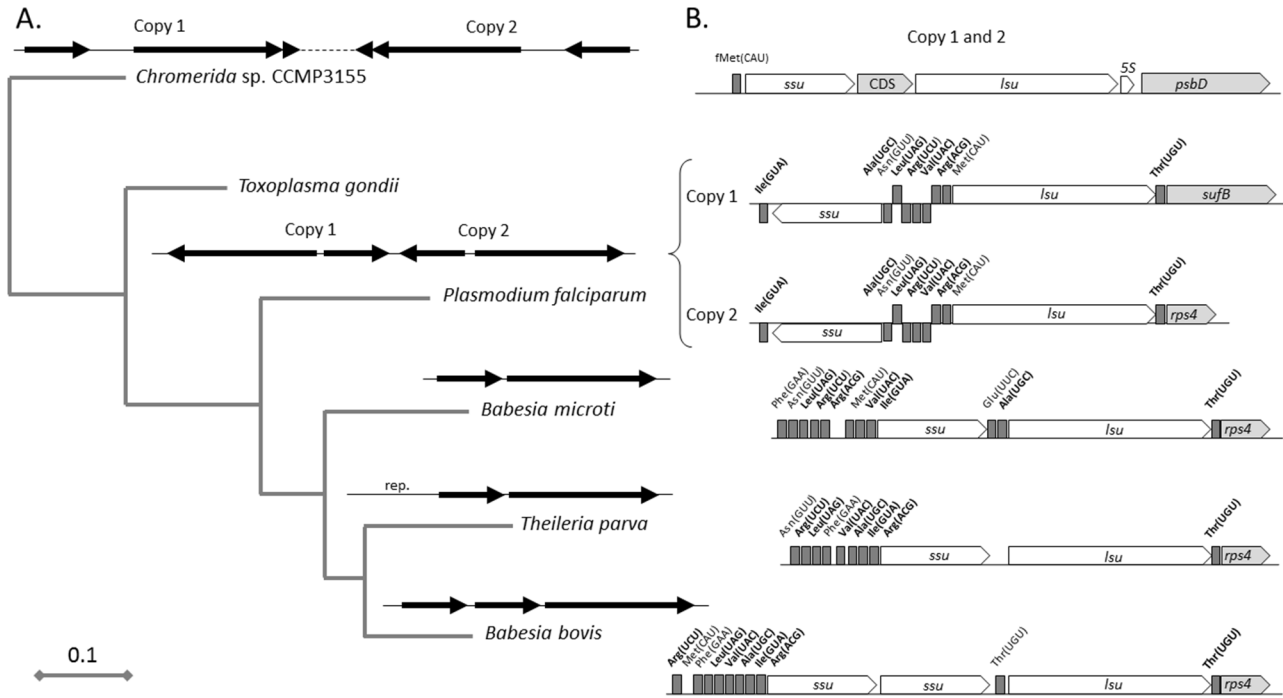 A.
Copy 1
Copy 2
Chromerida sp. CCMP3155
Toxoplasma gondii
Copy 1
Copy 2
Plasmodium falciparum
Babesia microti
rep.
Theileria parva
Babesia bovis
0.1
B.
Copy 1 and 2
fMet(CAU)
ssu
CDS
lsu
5S
psbD
Copy 1
Ile(GUA)
Ala(UGC)
Asn(GUU)
Leu(UAG)
Arg(UCU)
Val(UAC)
Arg(ACG)
Met(CAU)
Thr(UGU)
ssu
lsu
sufB
Copy 2
Ile(GUA)
Ala(UGC)
Asn(GUU)
Leu(UAG)
Arg(UCU)
Val(UAC)
Arg(ACG)
Met(CAU)
Thr(UGU)
ssu
lsu
rps4
Phe(GAA)
Asn(GUU)
Leu(UAG)
Arg(UCU)
Arg(ACG)
Met(CAU)
Val(UAC)
Ile(GUA)
Glu(UUC)
Ala(UGC)
Thr(UGU)
ssu
lsu
rps4
Asn(GUU)
Arg(UCU)
Leu(UAG)
Phe(GAA)
Val(UAC)
Ala(UGC)
Ile(GUA)
Arg(ACG)
Thr(UGU)
ssu
lsu
rps4
Arg(UCU)
Met(CAU)
Phe(GAA)
Leu(UAG)
Val(UAC)
Ala(UGC)
Ile(GUA)
Arg(ACG)
Thr(UGU)
Thr(UGU)
ssu
ssu
lsu
rps4